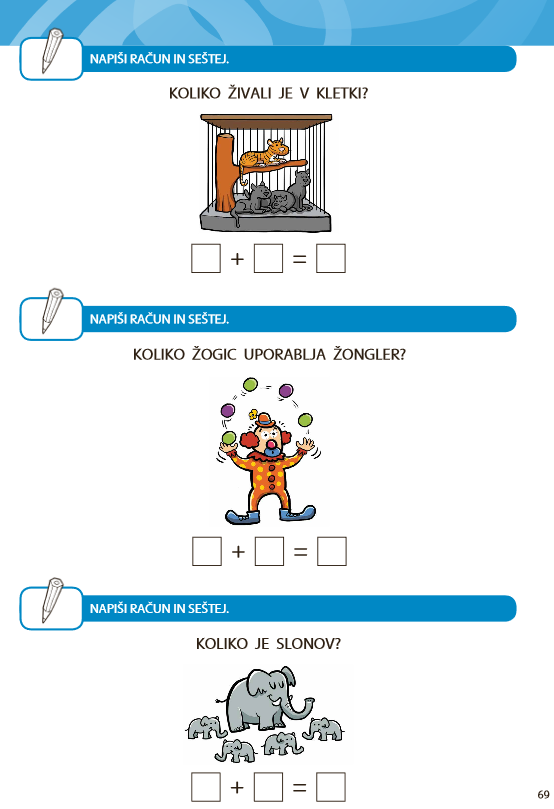 NAPIŠI RAČUN IN SEŠTEJ.
KOLIKO ŽIVALI JE V KLETKI?
+ =
NAPIŠI RAČUN IN SEŠTEJ.
KOLIKO ŽOGIC UPORABLJA ŽONGLER?
+ =
NAPIŠI RAČUN IN SEŠTEJ.
KOLIKO JE SLONOV?
+ =
69